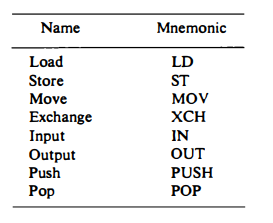 Name Mnemonic
Load LD
Store ST
Move MOV
Exchange XCH
Input IN
Output OUT
Push PUSH
Pop POP